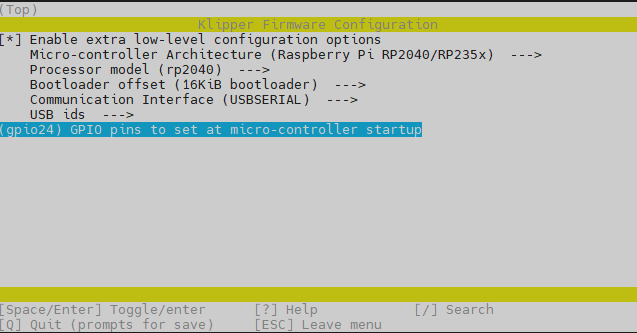 (Top)
Klipper Firmware Configuration
[*] Enable extra low-level configuration options
Micro-controller Architecture (Raspberry Pi RP2040/RP235x)  --->
Processor model (rp2040)  --->
Bootloader offset (16KiB bootloader)  --->
Communication Interface (USBSERIAL)  --->
USB ids  --->
(gpio24) GPIO pins to set at micro-controller startup
[Space/Enter] Toggle/enter      [?] Help      [/] Search
[Q] Quit (prompts for save)     [ESC] Leave menu